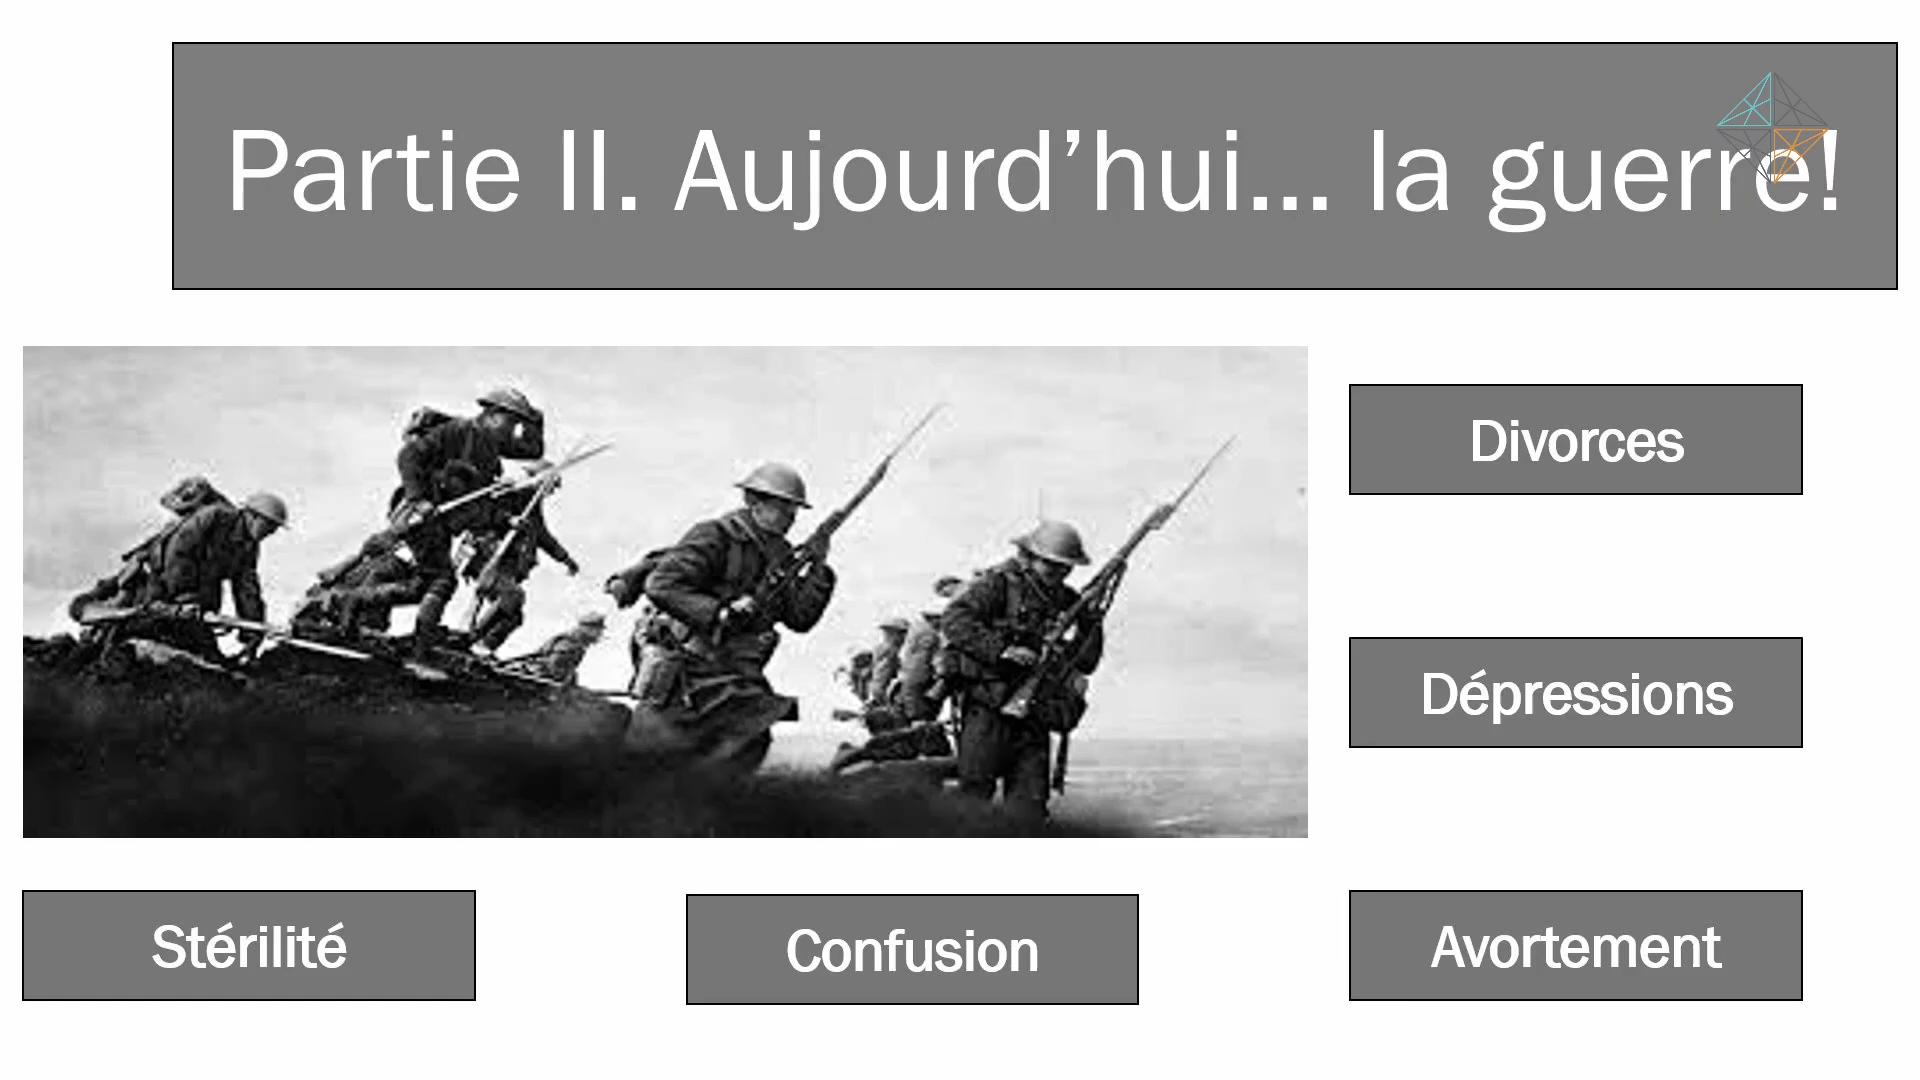 Partie II. Aujourd’hui... la guerre!
Divorces
Dépressions
Stérilité
Confusion
Avortement